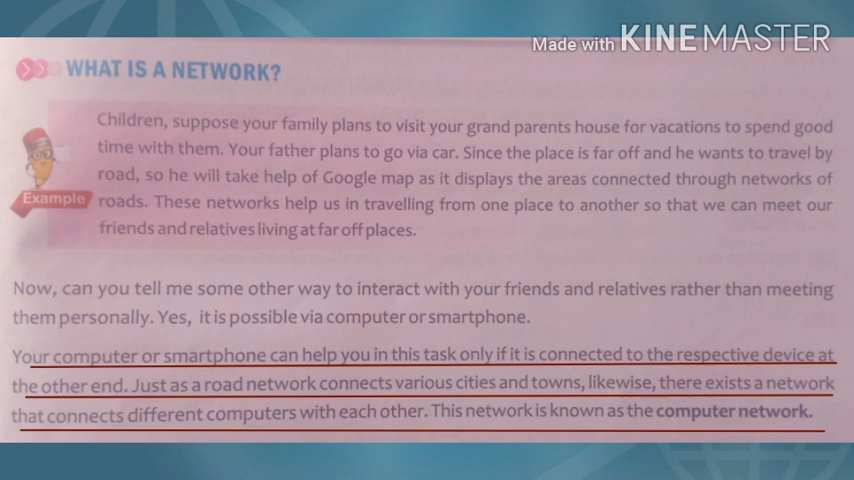 Made with KINEMASTER
WHAT IS A NETWORK?
Children, suppose your family plans to visit your grand parents house for vacations to spend good
time with them. Your father plans to go via car. Since the place is far off and he wants to travel by
road, so he will take help of Google map as it displays the areas connected through networks of
Example
roads. These networks help us in travelling from one place to another so that we can meet our
friends and relatives living at far off places.
Now, can you tell me some other way to interact with your friends and relatives rather than meeting
them personally. Yes, it is possible via computer or smartphone.
Your computer or smartphone can help you in this task only if it is connected to the respective device at
the other end. Just as a road network connects various cities and towns, likewise, there exists a network
that connects different computers with each other. This network is known as the computer network.